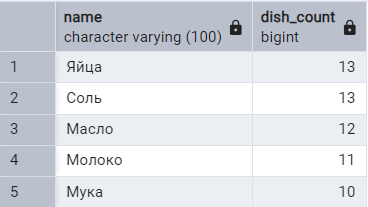 name dish_count
character varying (100) bigint
1 Яйца 13
2 Соль 13
3 Масло 12
4 Молоко 11
5 Мука 10